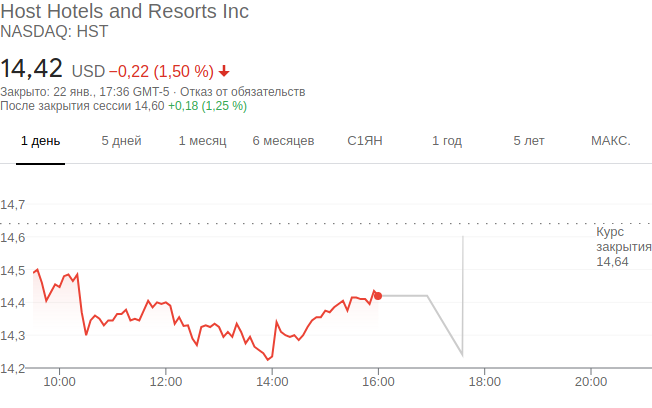 Host Hotels and Resorts Inc
NASDAQ: HST
14,42 USD −0,22 (1,50 %)
Закрыто: 22 янв., 17:36 GMT-5 · Отказ от обязательств
После закрытия сессии 14,60 +0,18 (1,25 %)
1 день 5 дней 1 месяц 6 месяцев С1ЯН 1 год 5 лет МАКС.
14,7
14,6
14,5
14,4
14,3
14,2
Курс
закрытия
14,64
10:00 12:00 14:00 16:00 18:00 20:00